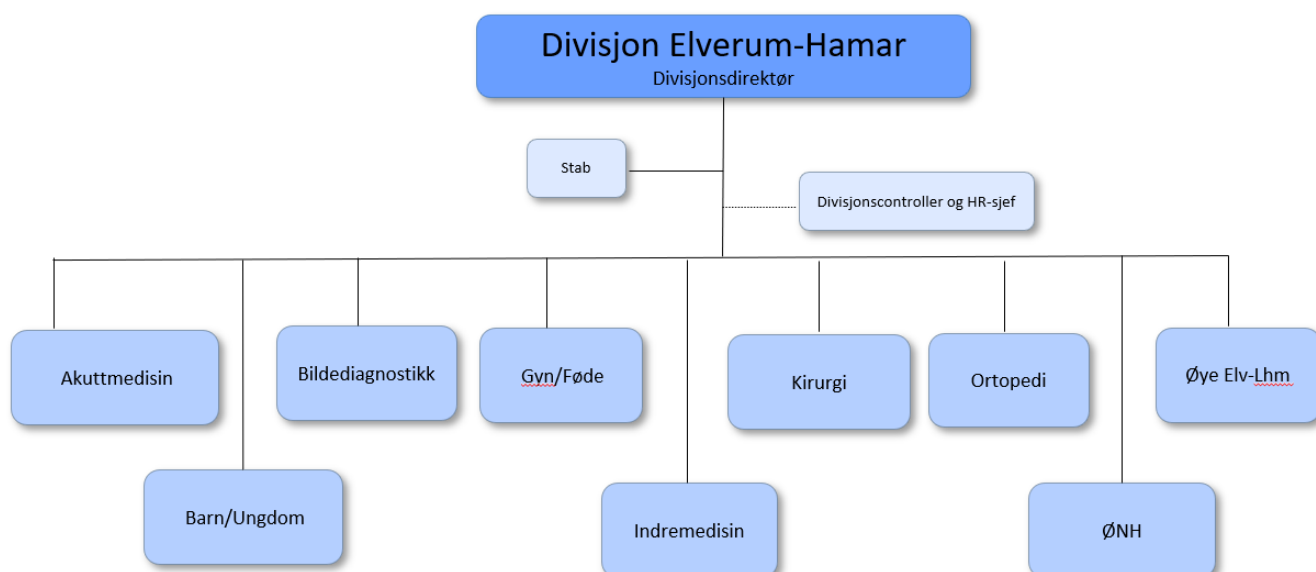 Divisjon Elverum-Hamar
Divisjonsdirektør
Stab
Divisjonscontroller og HR-sjef
Akuttmedisin
Bildediagnostikk
Gyn/Føde
Kirurgi
Ortopedi
Øye Elv-Lhm
Barn/Ungdom
Indremedisin
ØNH